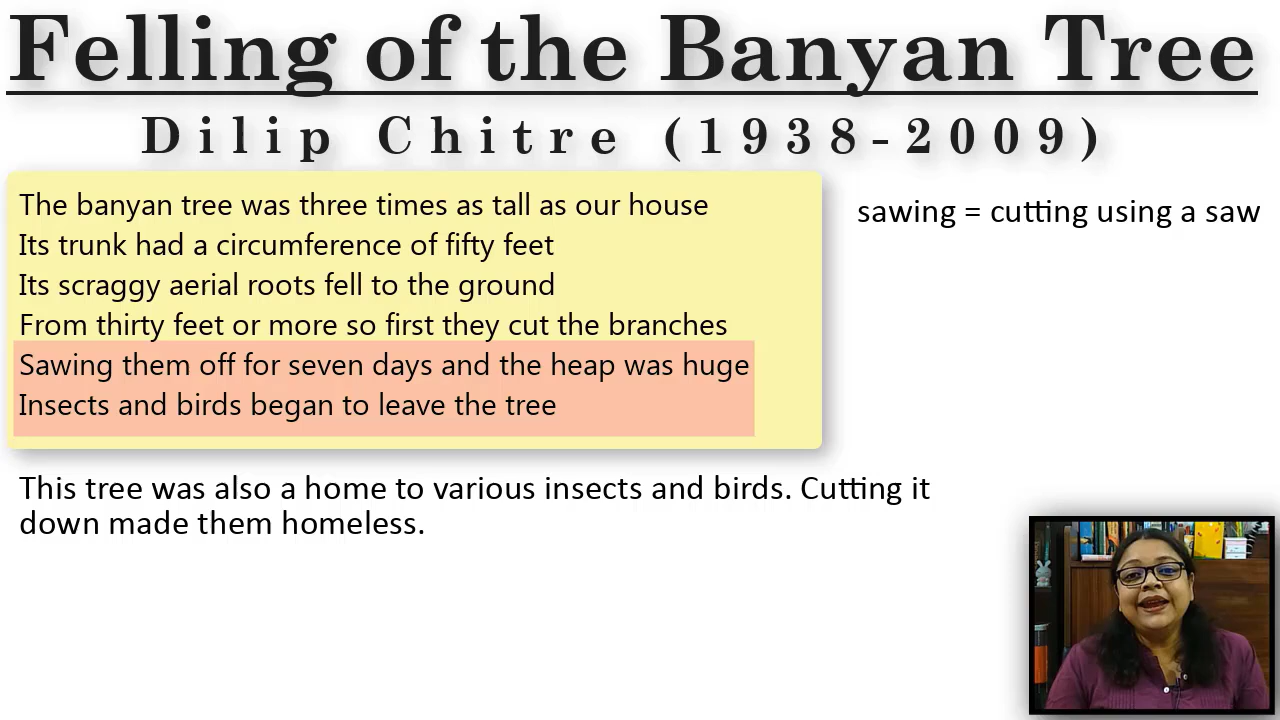 Felling of the Banyan Tree
Dilip Chitre (1938-2009)
The banyan tree was three times as tall as our house
Its trunk had a circumference of fifty feet
Its scraggy aerial roots fell to the ground
From thirty feet or more so first they cut the branches
Sawing them off for seven days and the heap was huge
Insects and birds began to leave the tree
sawing = cutting using a saw
This tree was also a home to various insects and birds. Cutting it
down made them homeless.